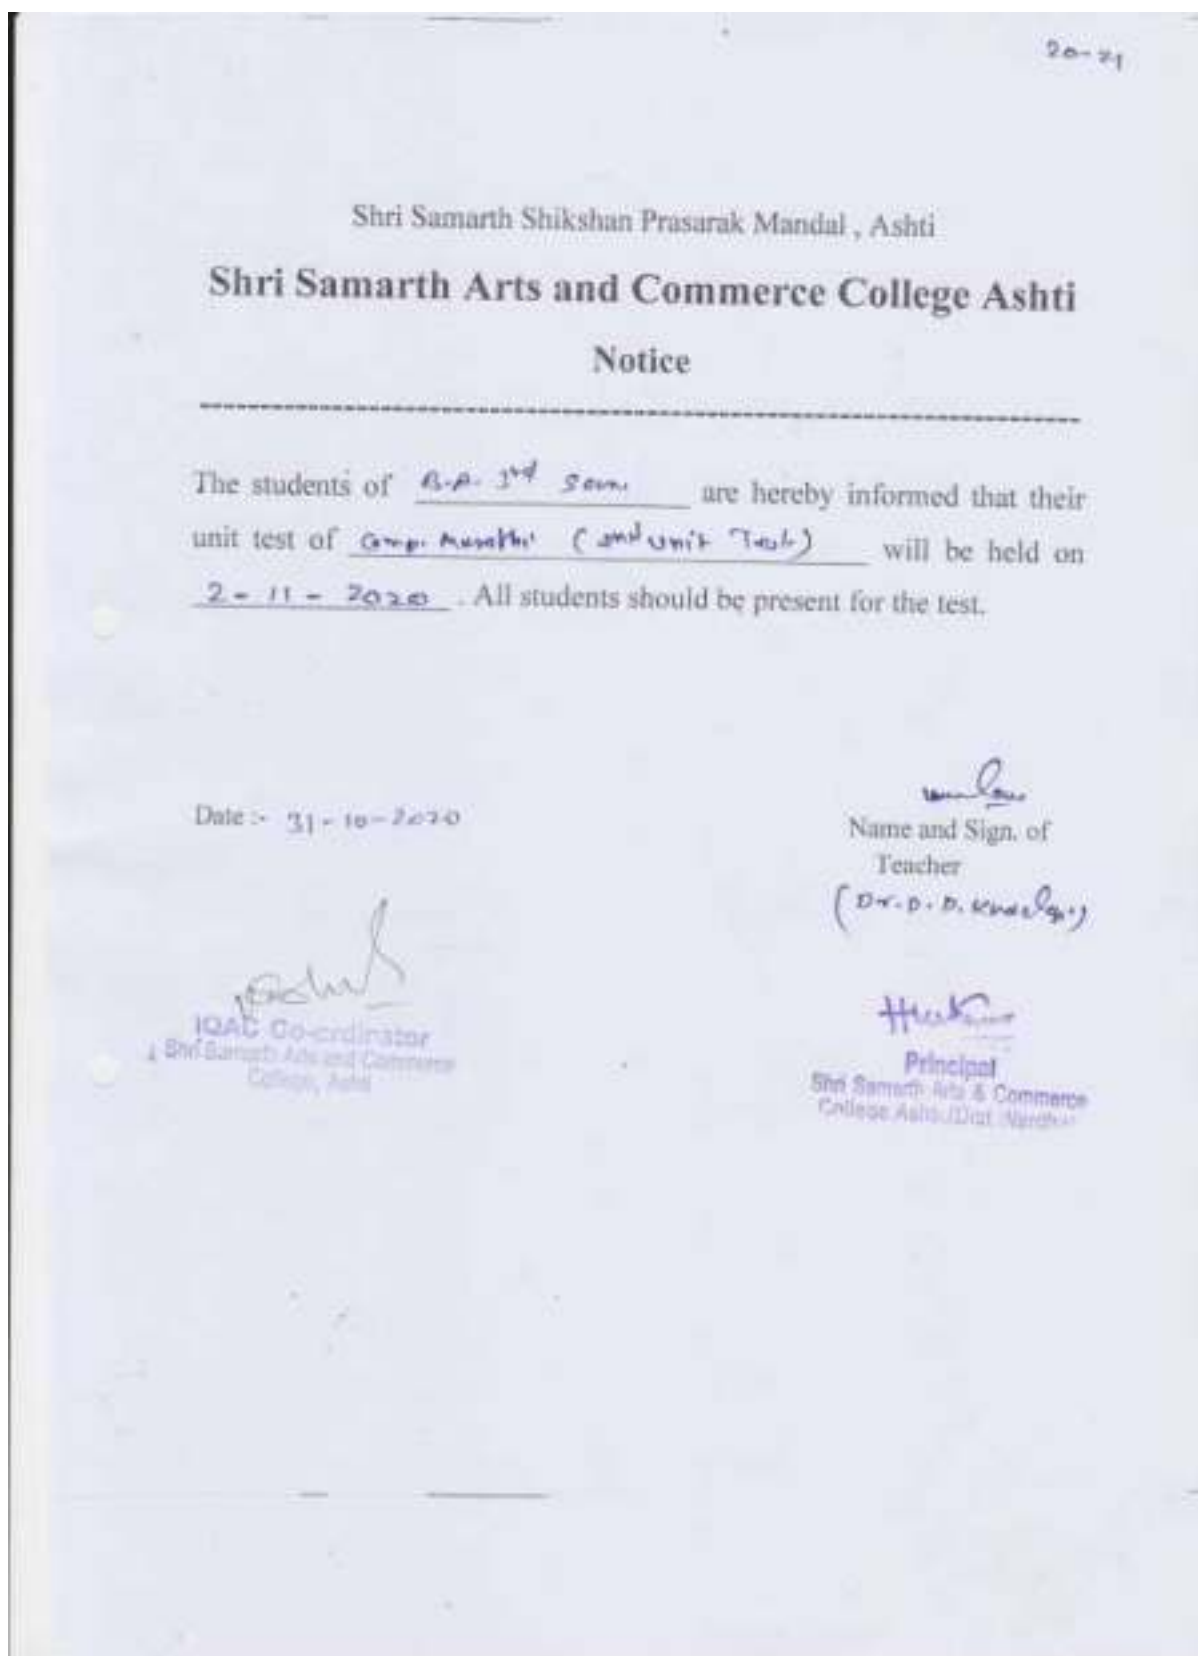 20-21
Shri Samarth Shikshan Prasarak Mandal , Ashti
Shri Samarth Arts and Commerce College Ashti
Notice
The students of B.A. 3rd Sem. are hereby informed that their
unit test of Comp. Marathi (2nd Unit Test) will be held on
2-11-2020 . All students should be present for the test.
Date :- 31-10-2020
Name and Sign. of
Teacher
(Dr. D. D.
IQAC Co-ordinator
Shri Samarth Arts and Commerce
College, Ashti
Principal
Shri Samarth Arts & Commerce
College Ashti